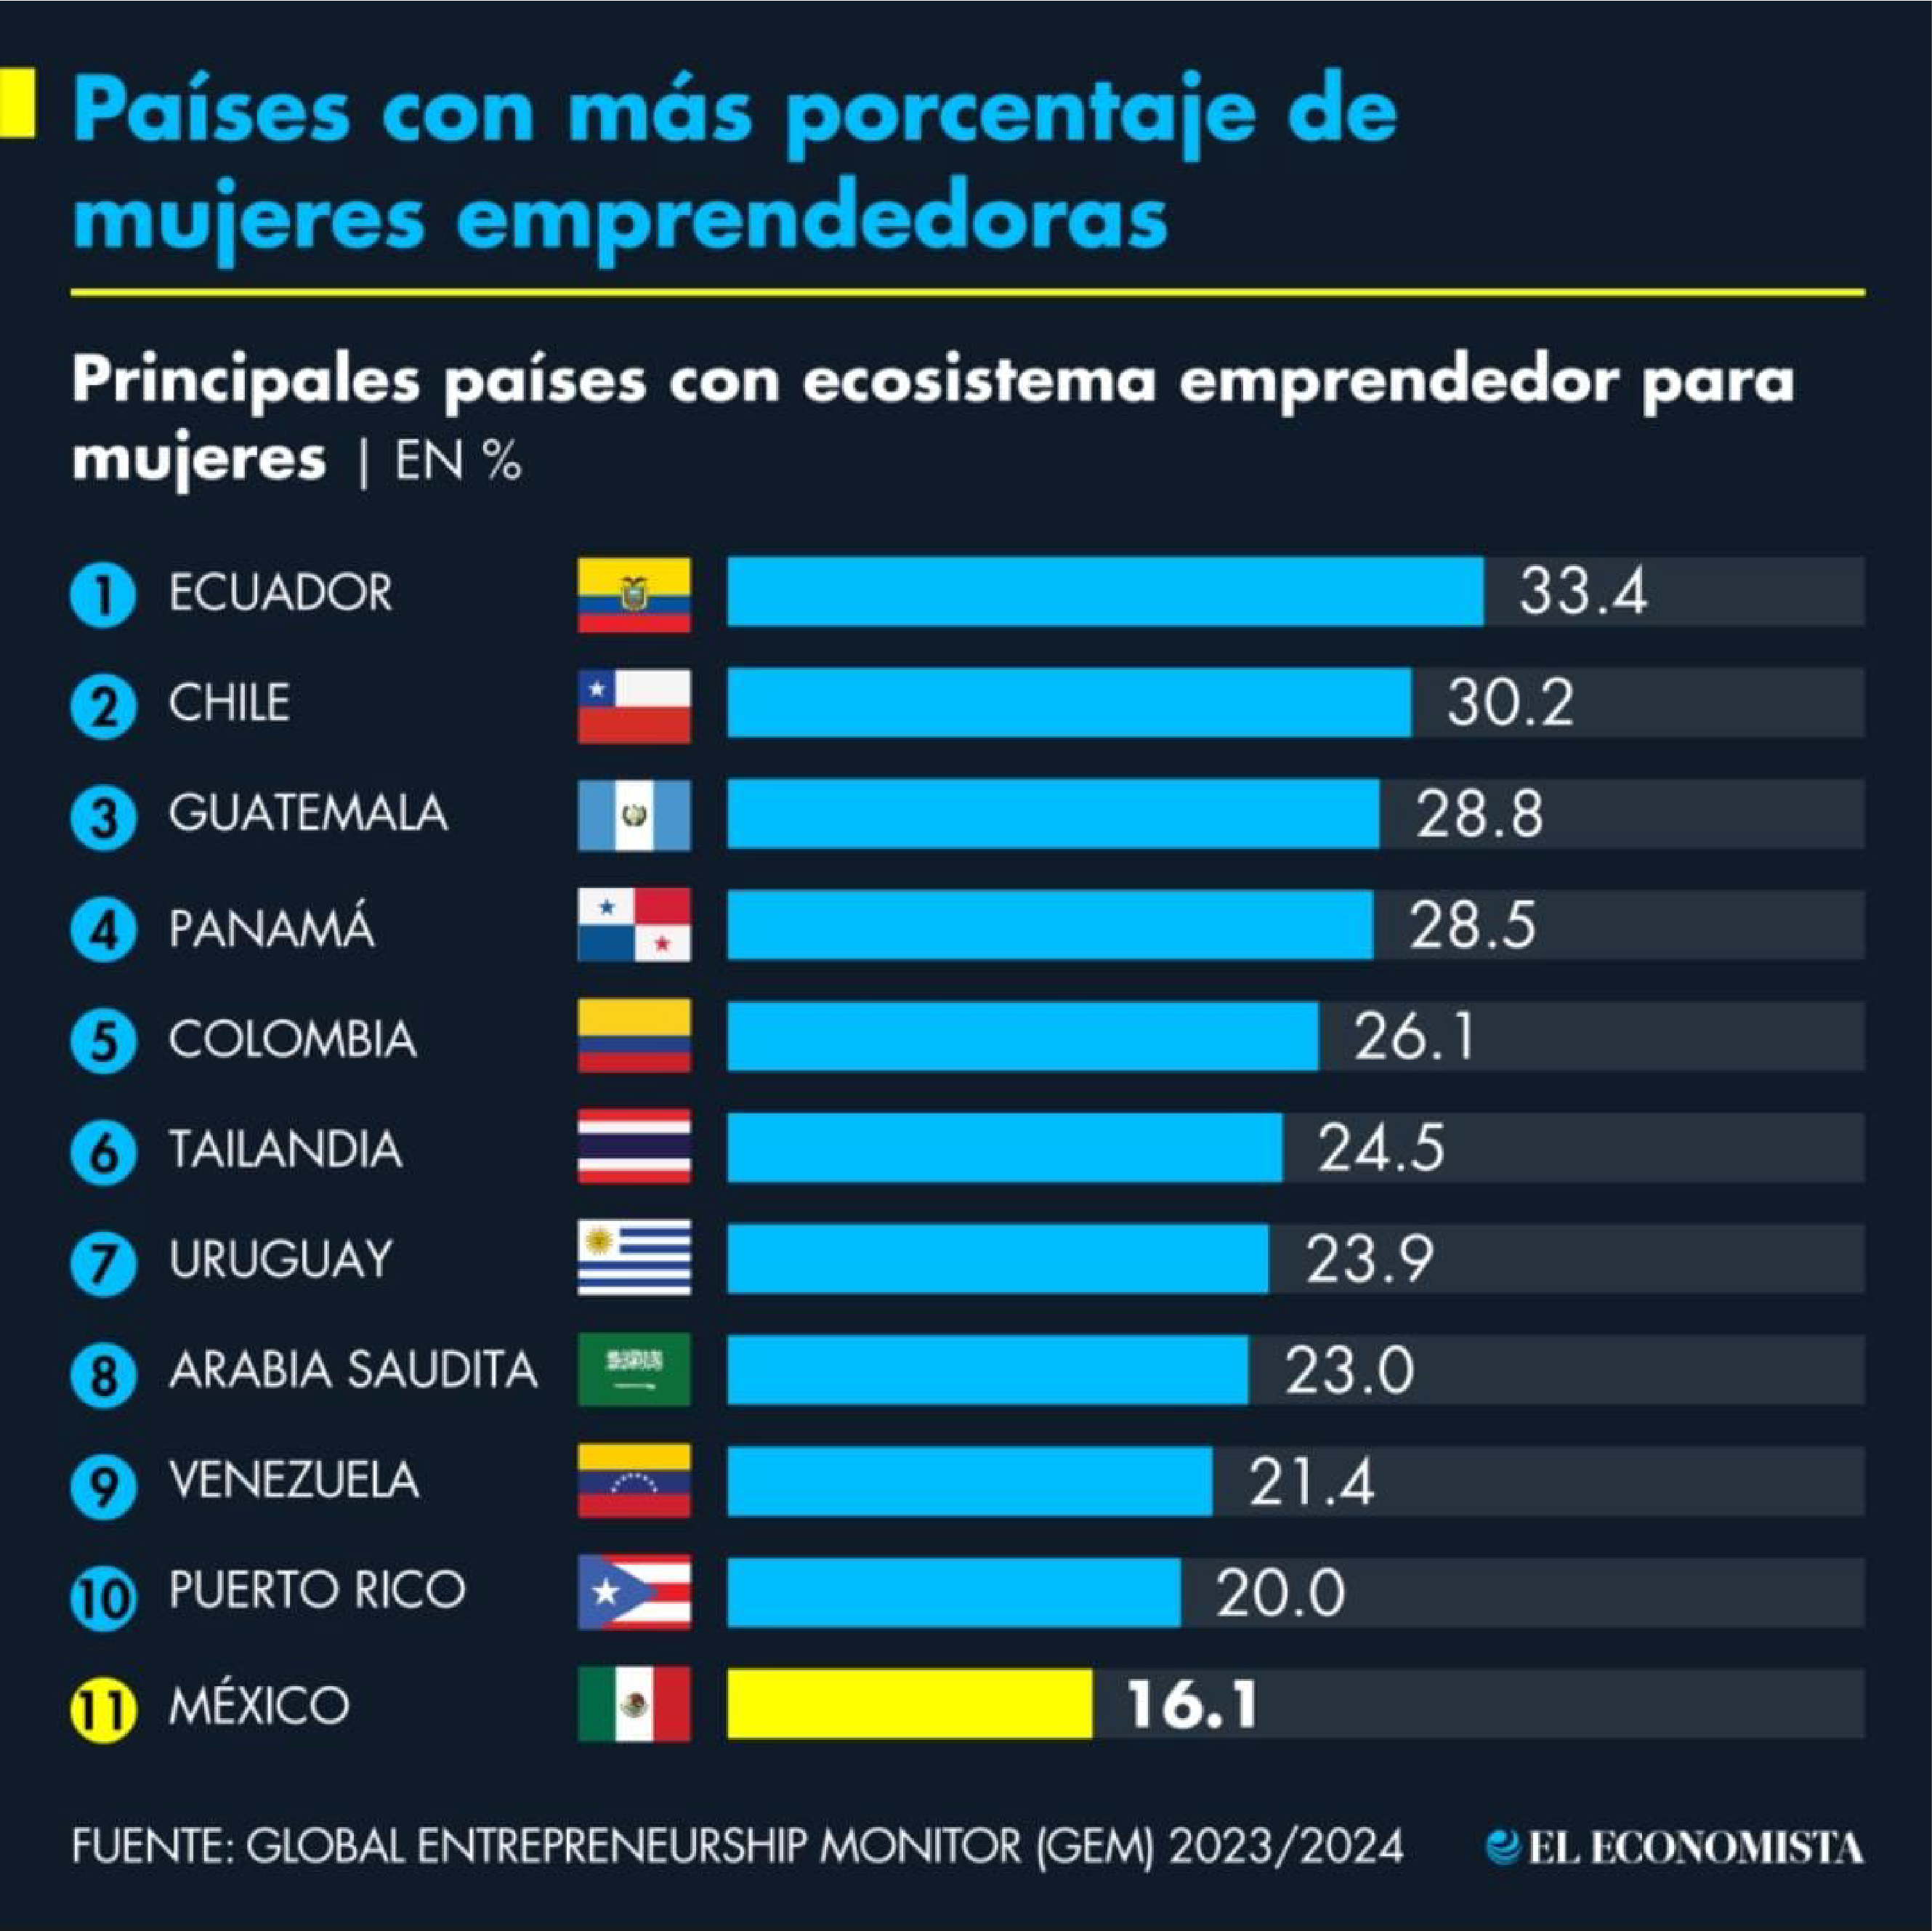 Países con más porcentaje de
mujeres emprendedoras
Principales países con ecosistema emprendedor para
mujeres | EN %
1 ECUADOR 33.4
2 CHILE 30.2
3 GUATEMALA 28.8
4 PANAMÁ 28.5
5 COLOMBIA 26.1
6 TAILANDIA 24.5
7 URUGUAY 23.9
8 ARABIA SAUDITA 23.0
9 VENEZUELA 21.4
10 PUERTO RICO 20.0
11 MÉXICO 16.1
FUENTE: GLOBAL ENTREPRENEURSHIP MONITOR (GEM) 2023/2024 EL ECONOMISTA